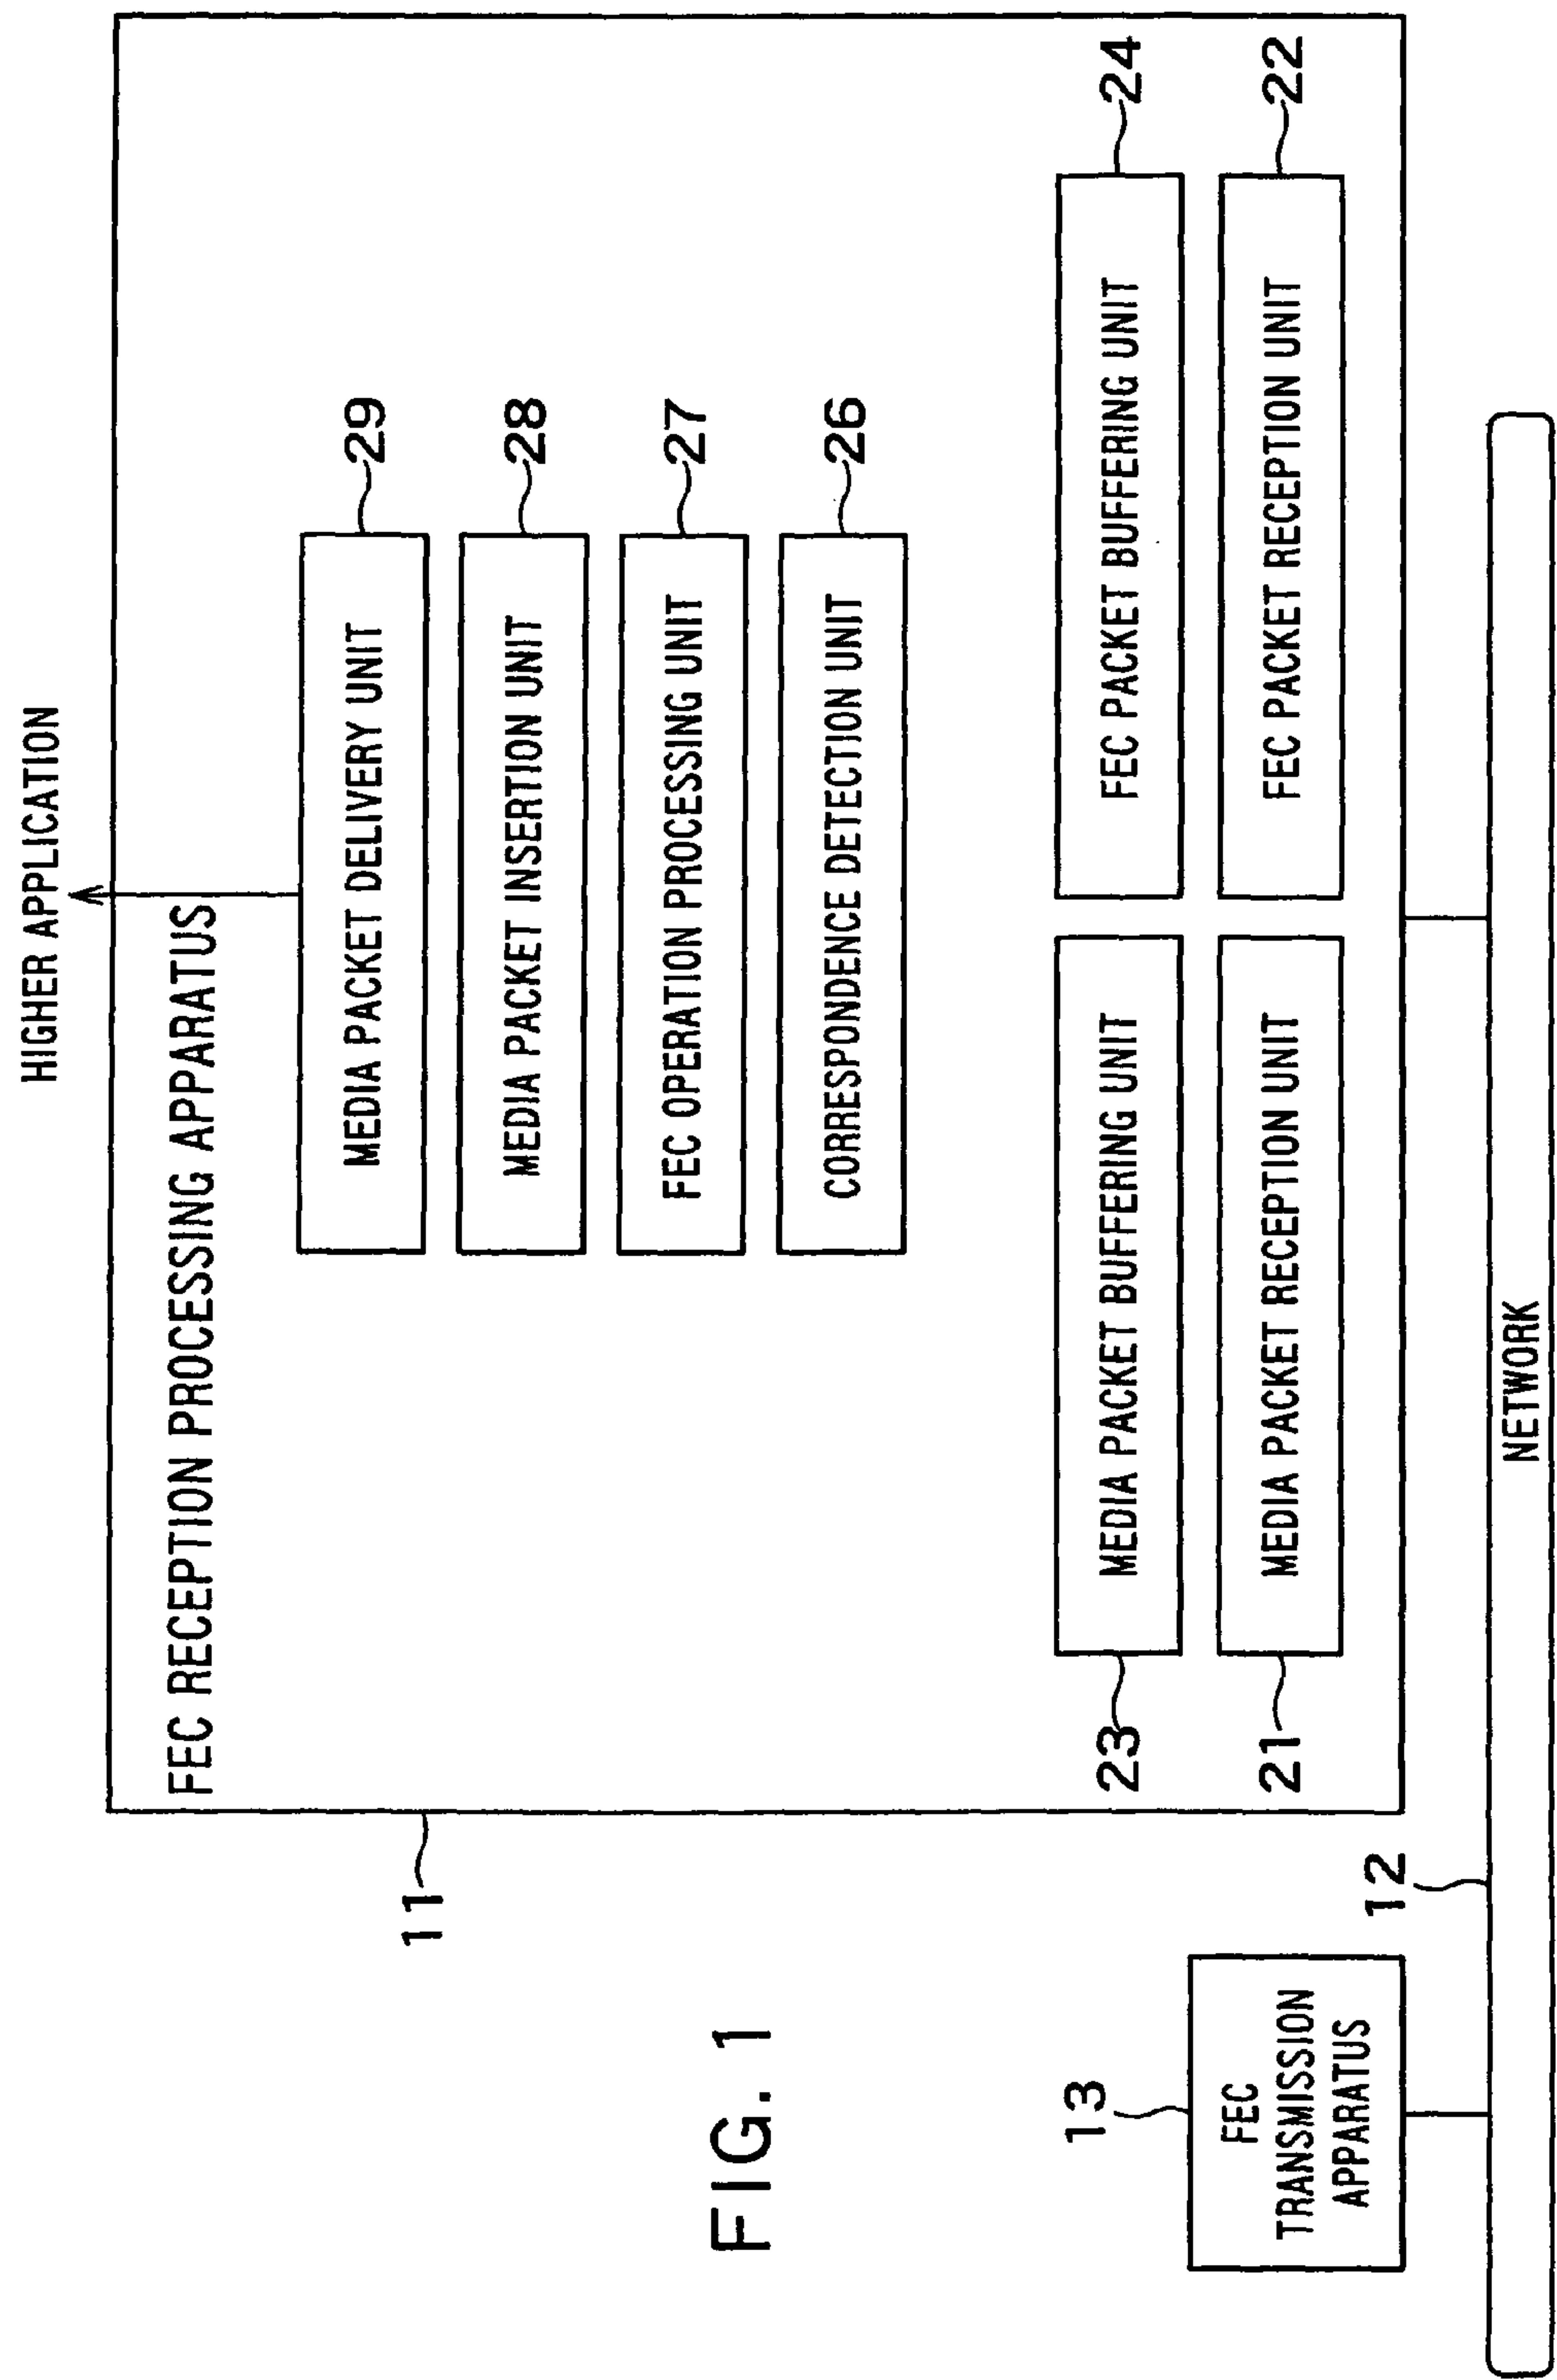 FIG. 1
HIGHER APPLICATION
11
FEC RECEPTION PROCESSING APPARATUS
MEDIA PACKET DELIVERY UNIT
29
MEDIA PACKET INSERTION UNIT
28
FEC OPERATION PROCESSING UNIT
27
CORRESPONDENCE DETECTION UNIT
26
23
MEDIA PACKET BUFFERING UNIT
FEC PACKET BUFFERING UNIT
24
21
MEDIA PACKET RECEPTION UNIT
FEC PACKET RECEPTION UNIT
22
13
FEC
TRANSMISSION
APPARATUS
12
NETWORK